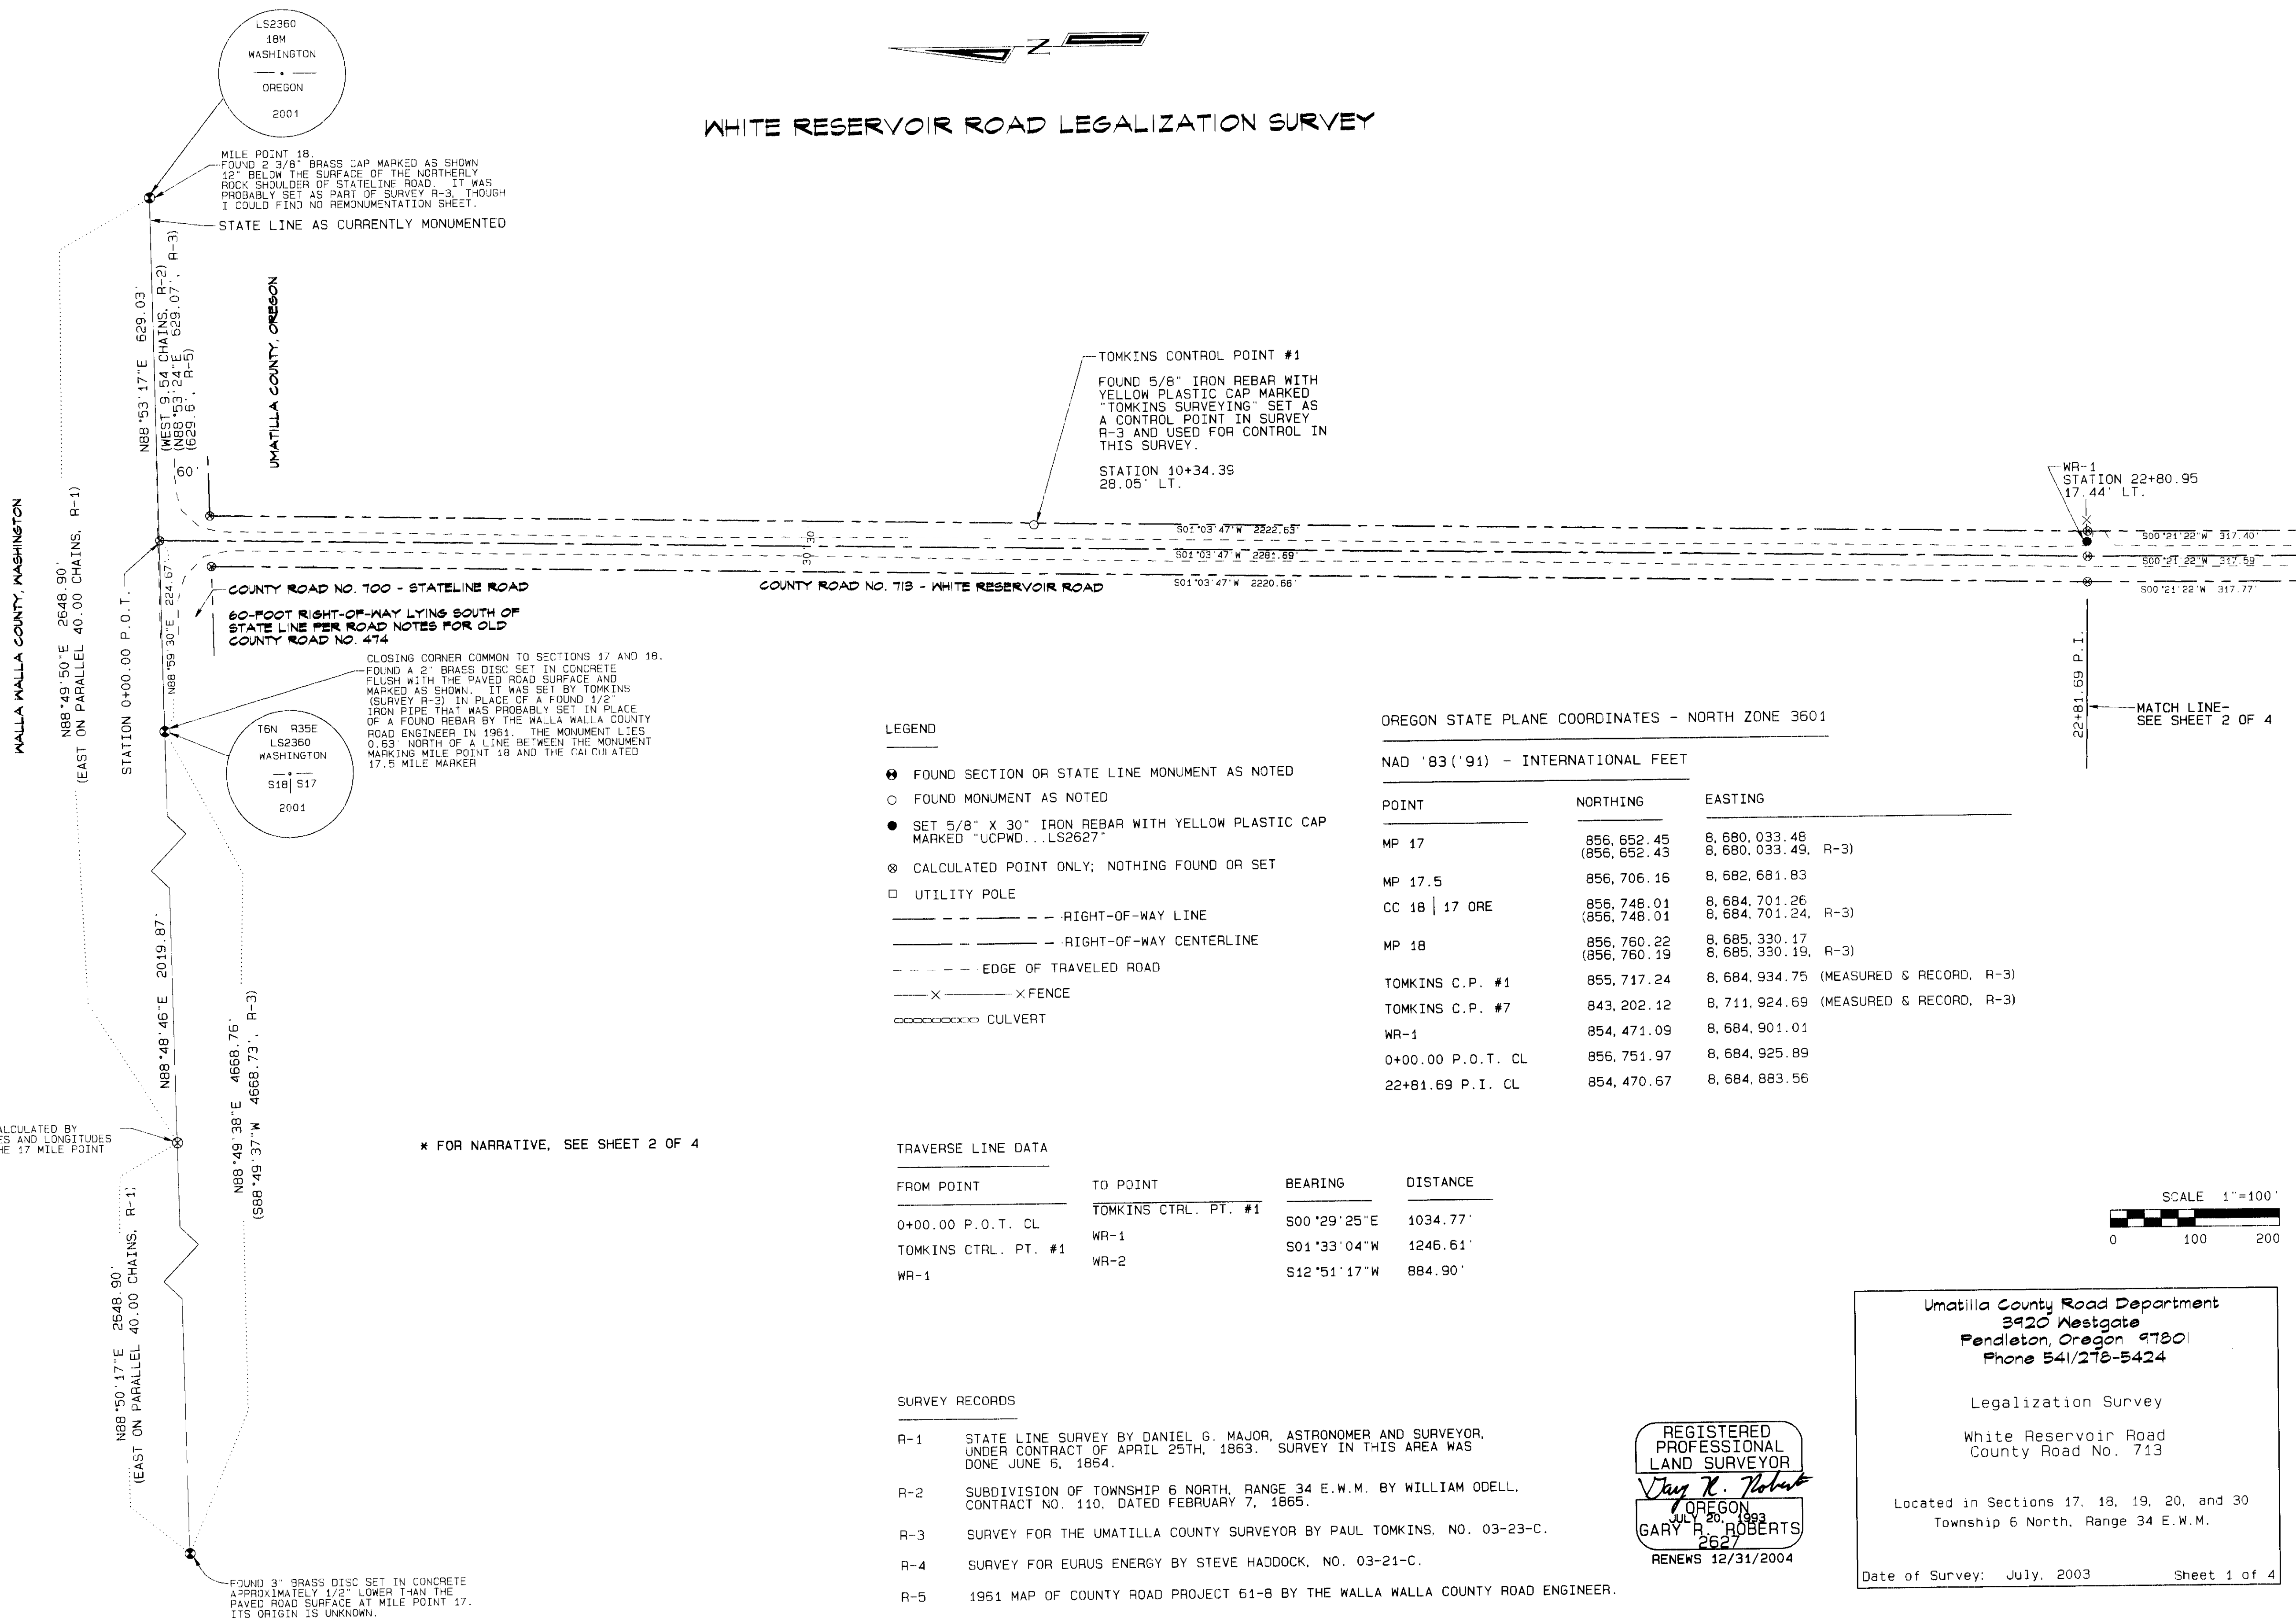 LS2360
18M
WASHINGTON
OREGON
2001
N
WHITE RESERVOIR ROAD LEGALIZATION SURVEY
MILE POINT 18.
FOUND 2 3/8" BRASS CAP MARKED AS SHOWN
12" BELOW THE SURFACE OF THE NORTHERLY
ROCK SHOULDER OF STATELINE ROAD. IT WAS
PROBABLY SET AS PART OF SURVEY R-3, THOUGH
I COULD FIND NO REMONUMENTATION SHEET.
STATE LINE AS CURRENTLY MONUMENTED
N88°53'17"E 629.03'
(WEST 9.54 CHAINS, R-2)
(N88°53'24"E 629.07', R-3)
(629.6', R-5)
UMATILLA COUNTY, OREGON
WALLA WALLA COUNTY, WASHINGTON
N88°49'50"E 2648.90'
(EAST ON PARALLEL 40.00 CHAINS, R-1)
STATION 0+00.00 P.O.T.
60'
N88°59'30"E 224.67'
TOMKINS CONTROL POINT #1
FOUND 5/8" IRON REBAR WITH
YELLOW PLASTIC CAP MARKED
"TOMKINS SURVEYING" SET AS
A CONTROL POINT IN SURVEY
R-3 AND USED FOR CONTROL IN
THIS SURVEY.
STATION 10+34.39
28.05' LT.
WR-1
STATION 22+80.95
17.44' LT.
S01°03'47"W 2222.63'
S01°03'47"W 2281.69'
S01°03'47"W 2220.66'
30' 30'
S00°21'22"W 317.40'
S00°21'22"W 317.59'
S00°21'22"W 317.77'
COUNTY ROAD NO. 700 - STATELINE ROAD
COUNTY ROAD NO. 713 - WHITE RESERVOIR ROAD
60-FOOT RIGHT-OF-WAY LYING SOUTH OF
STATE LINE PER ROAD NOTES FOR OLD
COUNTY ROAD NO. 474
CLOSING CORNER COMMON TO SECTIONS 17 AND 18.
FOUND A 2" BRASS DISC SET IN CONCRETE
FLUSH WITH THE PAVED ROAD SURFACE AND
MARKED AS SHOWN. IT WAS SET BY TOMKINS
(SURVEY R-3) IN PLACE OF A FOUND 1/2"
IRON PIPE THAT WAS PROBABLY SET IN PLACE
OF A FOUND REBAR BY THE WALLA WALLA COUNTY
ROAD ENGINEER IN 1961. THE MONUMENT LIES
0.63' NORTH OF A LINE BETWEEN THE MONUMENT
MARKING MILE POINT 18 AND THE CALCULATED
17.5 MILE MARKER
T6N R35E
LS2360
WASHINGTON
S18 | S17
2001
22+81.69 P.I.
MATCH LINE-
SEE SHEET 2 OF 4
LEGEND
FOUND SECTION OR STATE LINE MONUMENT AS NOTED
FOUND MONUMENT AS NOTED
SET 5/8" X 30" IRON REBAR WITH YELLOW PLASTIC CAP
MARKED "UCPWD...LS2627"
CALCULATED POINT ONLY; NOTHING FOUND OR SET
UTILITY POLE
RIGHT-OF-WAY LINE
RIGHT-OF-WAY CENTERLINE
EDGE OF TRAVELED ROAD
X X FENCE
CULVERT
OREGON STATE PLANE COORDINATES - NORTH ZONE 3601
NAD '83('91) - INTERNATIONAL FEET
POINT NORTHING EASTING
MP 17 856,652.45 8,680,033.48
(856,652.43 8,680,033.49, R-3)
MP 17.5 856,706.16 8,682,681.83
CC 18 | 17 ORE 856,748.01 8,684,701.26
(856,748.01 8,684,701.24, R-3)
MP 18 856,760.22 8,685,330.17
(856,760.19 8,685,330.19, R-3)
TOMKINS C.P. #1 855,717.24 8,684,934.75 (MEASURED & RECORD, R-3)
TOMKINS C.P. #7 843,202.12 8,711,924.69 (MEASURED & RECORD, R-3)
WR-1 854,471.09 8,684,901.01
0+00.00 P.O.T. CL 856,751.97 8,684,925.89
22+81.69 P.I. CL 854,470.67 8,684,883.56
N88°48'46"E 2019.87'
N88°49'38"E 4668.76'
(S88°49'37"W 4668.73', R-3)
ALCULATED BY
ES AND LONGITUDES
HE 17 MILE POINT
* FOR NARRATIVE, SEE SHEET 2 OF 4
N88°50'17"E 2648.90'
(EAST ON PARALLEL 40.00 CHAINS, R-1)
TRAVERSE LINE DATA
FROM POINT TO POINT BEARING DISTANCE
0+00.00 P.O.T. CL TOMKINS CTRL. PT. #1 S00°29'25"E 1034.77'
TOMKINS CTRL. PT. #1 WR-1 S01°33'04"W 1246.61'
WR-1 WR-2 S12°51'17"W 884.90'
SCALE 1"=100'
0 100 200
SURVEY RECORDS
R-1 STATE LINE SURVEY BY DANIEL G. MAJOR, ASTRONOMER AND SURVEYOR,
UNDER CONTRACT OF APRIL 25TH, 1863. SURVEY IN THIS AREA WAS
DONE JUNE 6, 1864.
R-2 SUBDIVISION OF TOWNSHIP 6 NORTH, RANGE 34 E.W.M. BY WILLIAM ODELL,
CONTRACT NO. 110, DATED FEBRUARY 7, 1865.
R-3 SURVEY FOR THE UMATILLA COUNTY SURVEYOR BY PAUL TOMKINS, NO. 03-23-C.
R-4 SURVEY FOR EURUS ENERGY BY STEVE HADDOCK, NO. 03-21-C.
R-5 1961 MAP OF COUNTY ROAD PROJECT 61-8 BY THE WALLA WALLA COUNTY ROAD ENGINEER.
FOUND 3" BRASS DISC SET IN CONCRETE
APPROXIMATELY 1/2" LOWER THAN THE
PAVED ROAD SURFACE AT MILE POINT 17.
ITS ORIGIN IS UNKNOWN.
REGISTERED
PROFESSIONAL
LAND SURVEYOR
Gary R. Roberts
OREGON
JULY 20, 1993
GARY R. ROBERTS
2627
RENEWS 12/31/2004
Umatilla County Road Department
3920 Westgate
Pendleton, Oregon 97801
Phone 541/278-5424
Legalization Survey
White Reservoir Road
County Road No. 713
Located in Sections 17, 18, 19, 20, and 30
Township 6 North, Range 34 E.W.M.
Date of Survey: July, 2003 Sheet 1 of 4